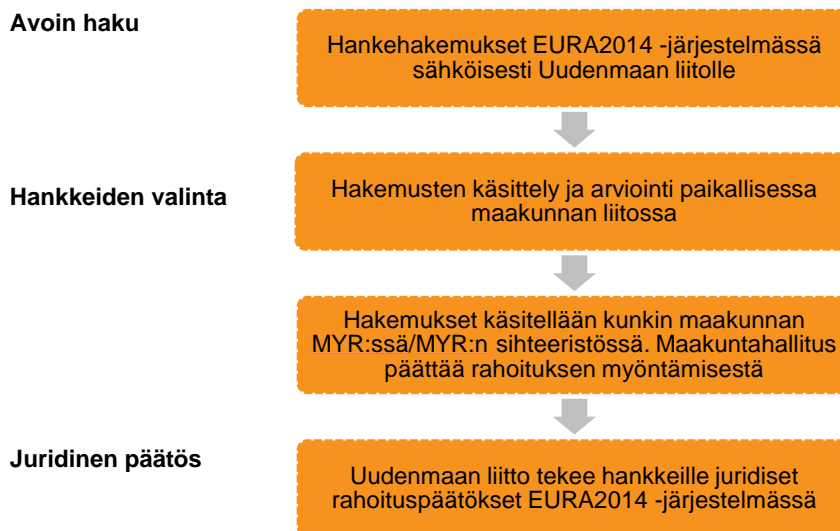 Avoin haku
Hankehakemukset EURA2014 -järjestelmässä
sähköisesti Uudenmaan liitolle
Hankkeiden valinta
Hakemusten käsittely ja arviointi paikallisessa
maakunnan liitossa
Hakemukset käsitellään kunkin maakunnan
MYR:ssä/MYR:n sihteeristössä. Maakuntahallitus
päättää rahoituksen myöntämisestä
Juridinen päätös
Uudenmaan liitto tekee hankkeille juridiset
rahoituspäätökset EURA2014 -järjestelmässä